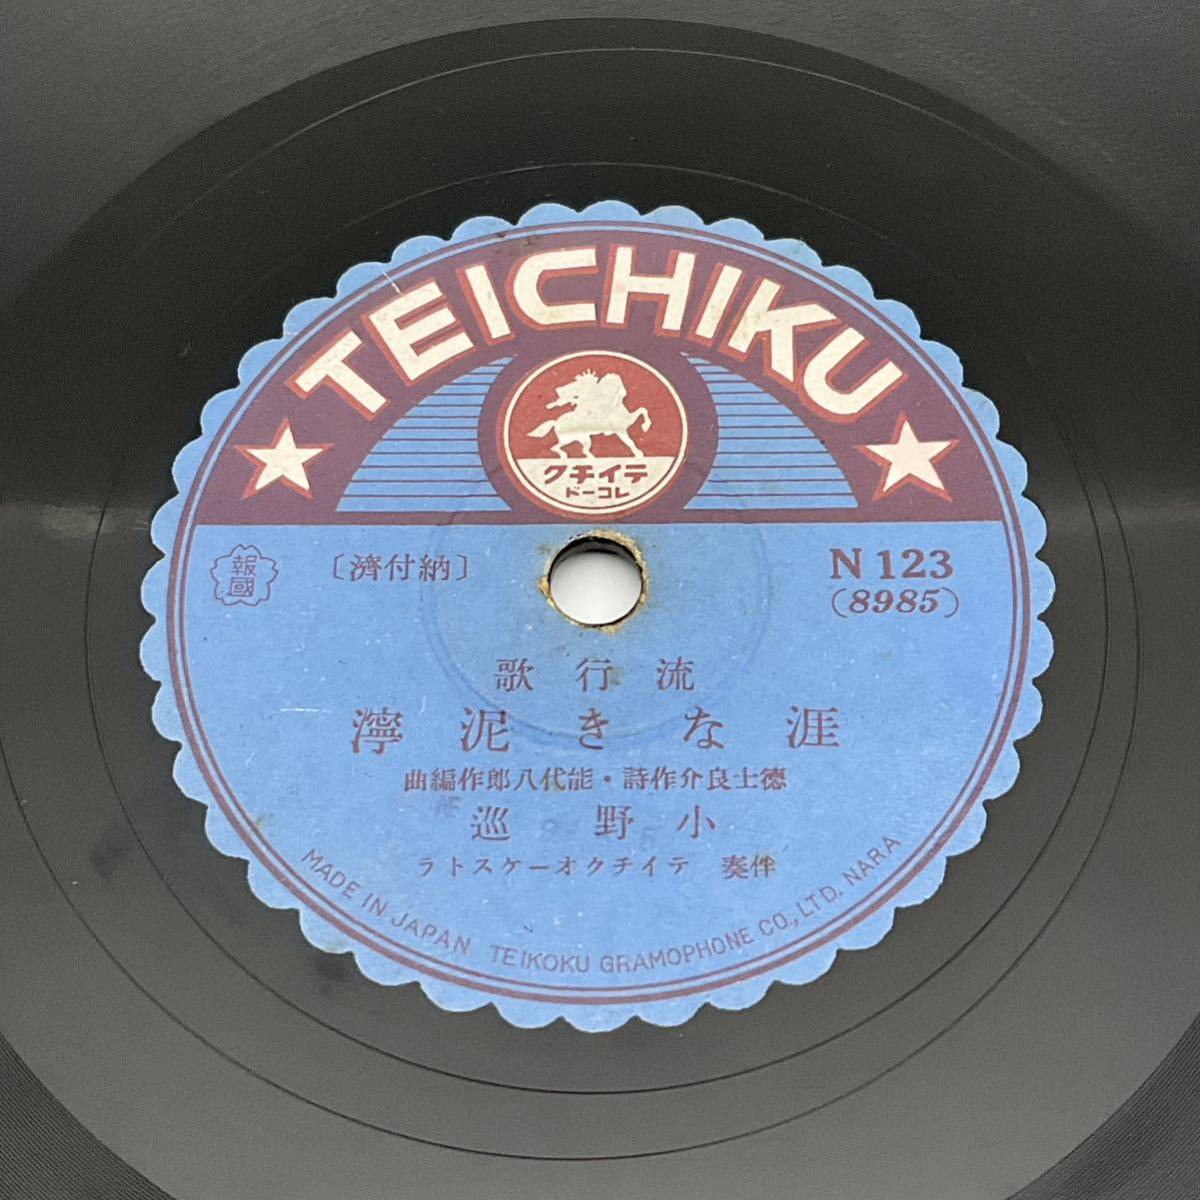 TEICHIKU
テイチク
レコード
報國
〔納付濟〕
N 123
(8985)
流行歌
涯なき泥濘
德土良介作詩・能代八郎作編曲
小野巡
伴奏 テイチクオーケストラ
MADE IN JAPAN TEIKOKU GRAMOPHONE CO., LTD. NARA